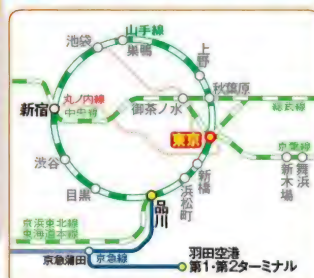 池袋
山手線
巣鴨
上野
秋葉原
丸ノ内線
新宿
中央線
御茶ノ水
総武線
東京
京葉線
渋谷
新橋
新木場
舞浜
目黒
浜松町
品川
京浜東北線
東海道本線
京急蒲田
京急線
羽田空港
第1・第2ターミナル